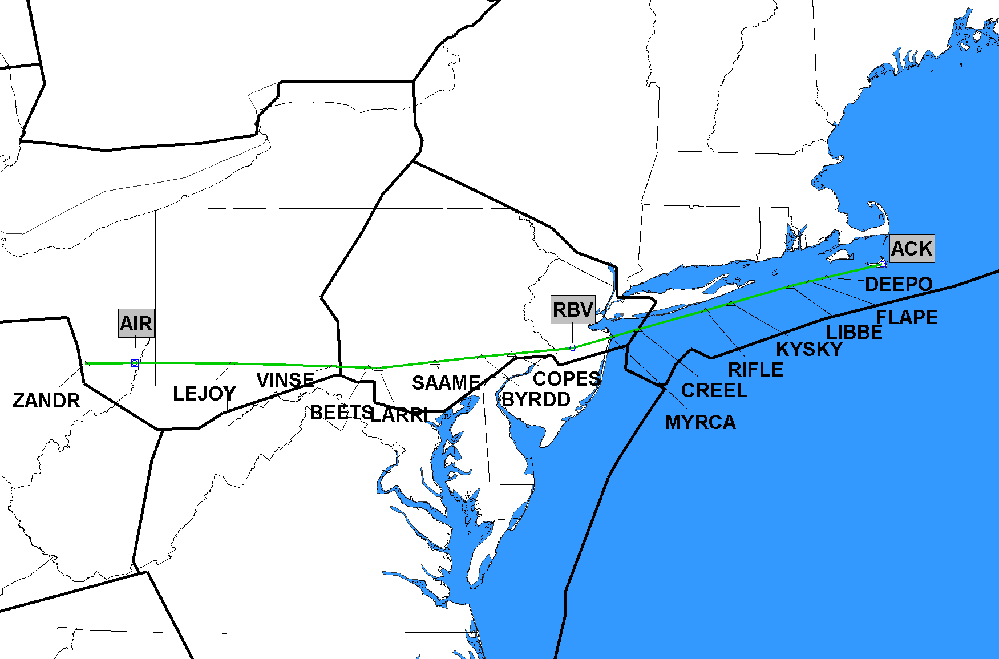 ACK
DEEPO
RBV
FLAPE
AIR
LIBBE
KYSKY
RIFLE
VINSE
COPES
SAAME
CREEL
LEJOY
ZANDR
BYRDD
BEETS
LARRI
MYRCA